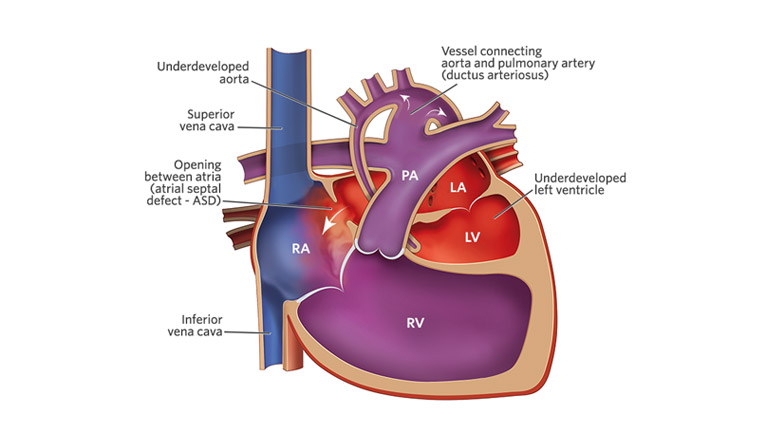 Underdeveloped
aorta
Vessel connecting
aorta and pulmonary artery
(ductus arteriosus)
Superior
vena cava
Opening
between atria
(atrial septal
defect - ASD)
Underdeveloped
left ventricle
PA
LA
LV
RA
RV
Inferior
vena cava